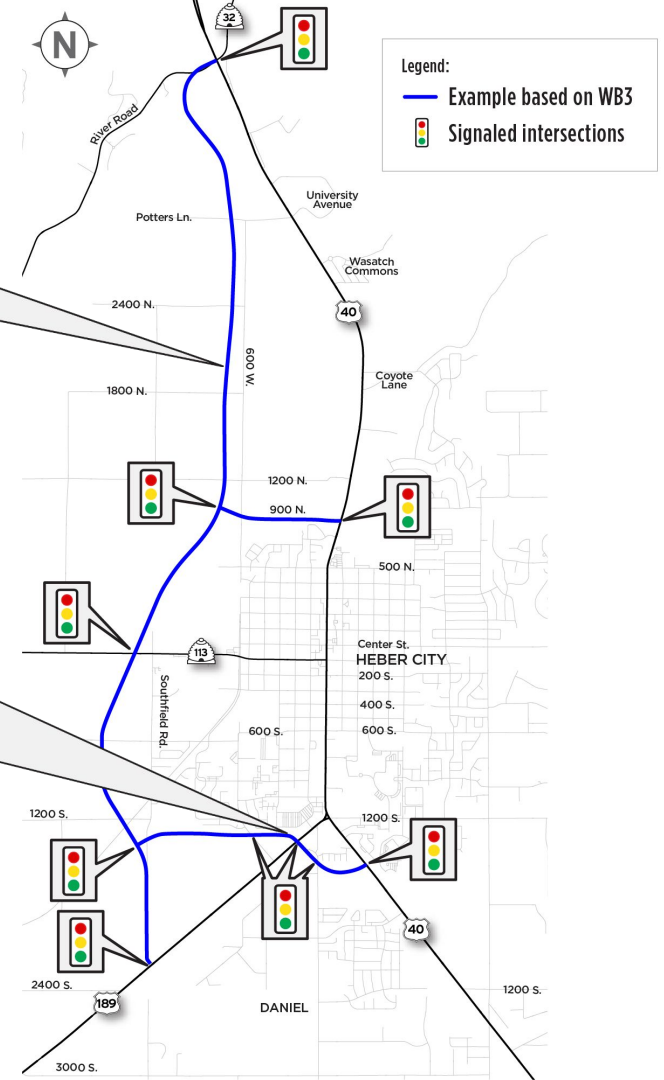 32
N
Legend:
Example based on WB3
Signaled intersections
River Road
University
Avenue
Potters Ln.
Wasatch
Commons
2400 N.
40
600 W.
Coyote
Lane
1800 N.
1200 N.
900 N.
500 N.
113
Center St.
HEBER CITY
200 S.
Southfield Rd.
400 S.
600 S.
600 S.
1200 S.
1200 S.
40
2400 S.
1200 S.
189
DANIEL
3000 S.